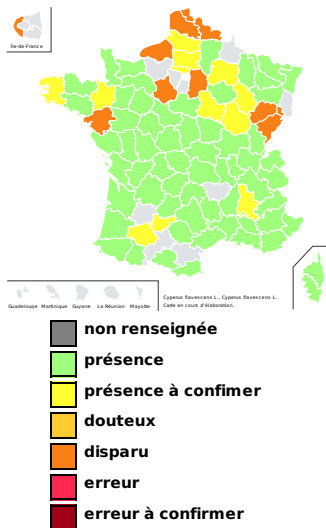 Île-de-France
Guadeloupe Martinique Guyane La Réunion Mayotte
Cyperus flavescens L., Cyperus flavescens L.
Carte en cours d'élaboration.
non renseignée
présence
présence à confimer
douteux
disparu
erreur
erreur à confirmer